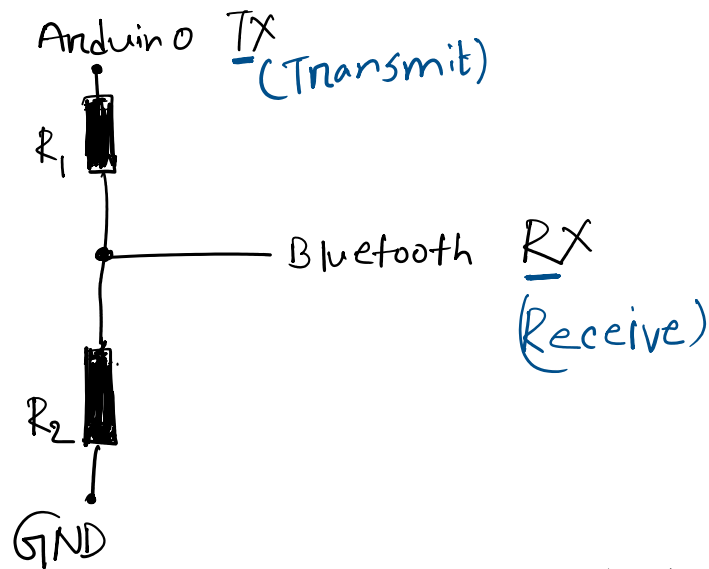 Arduino TX
(Transmit)
R1
Bluetooth RX
(Receive)
R2
GND